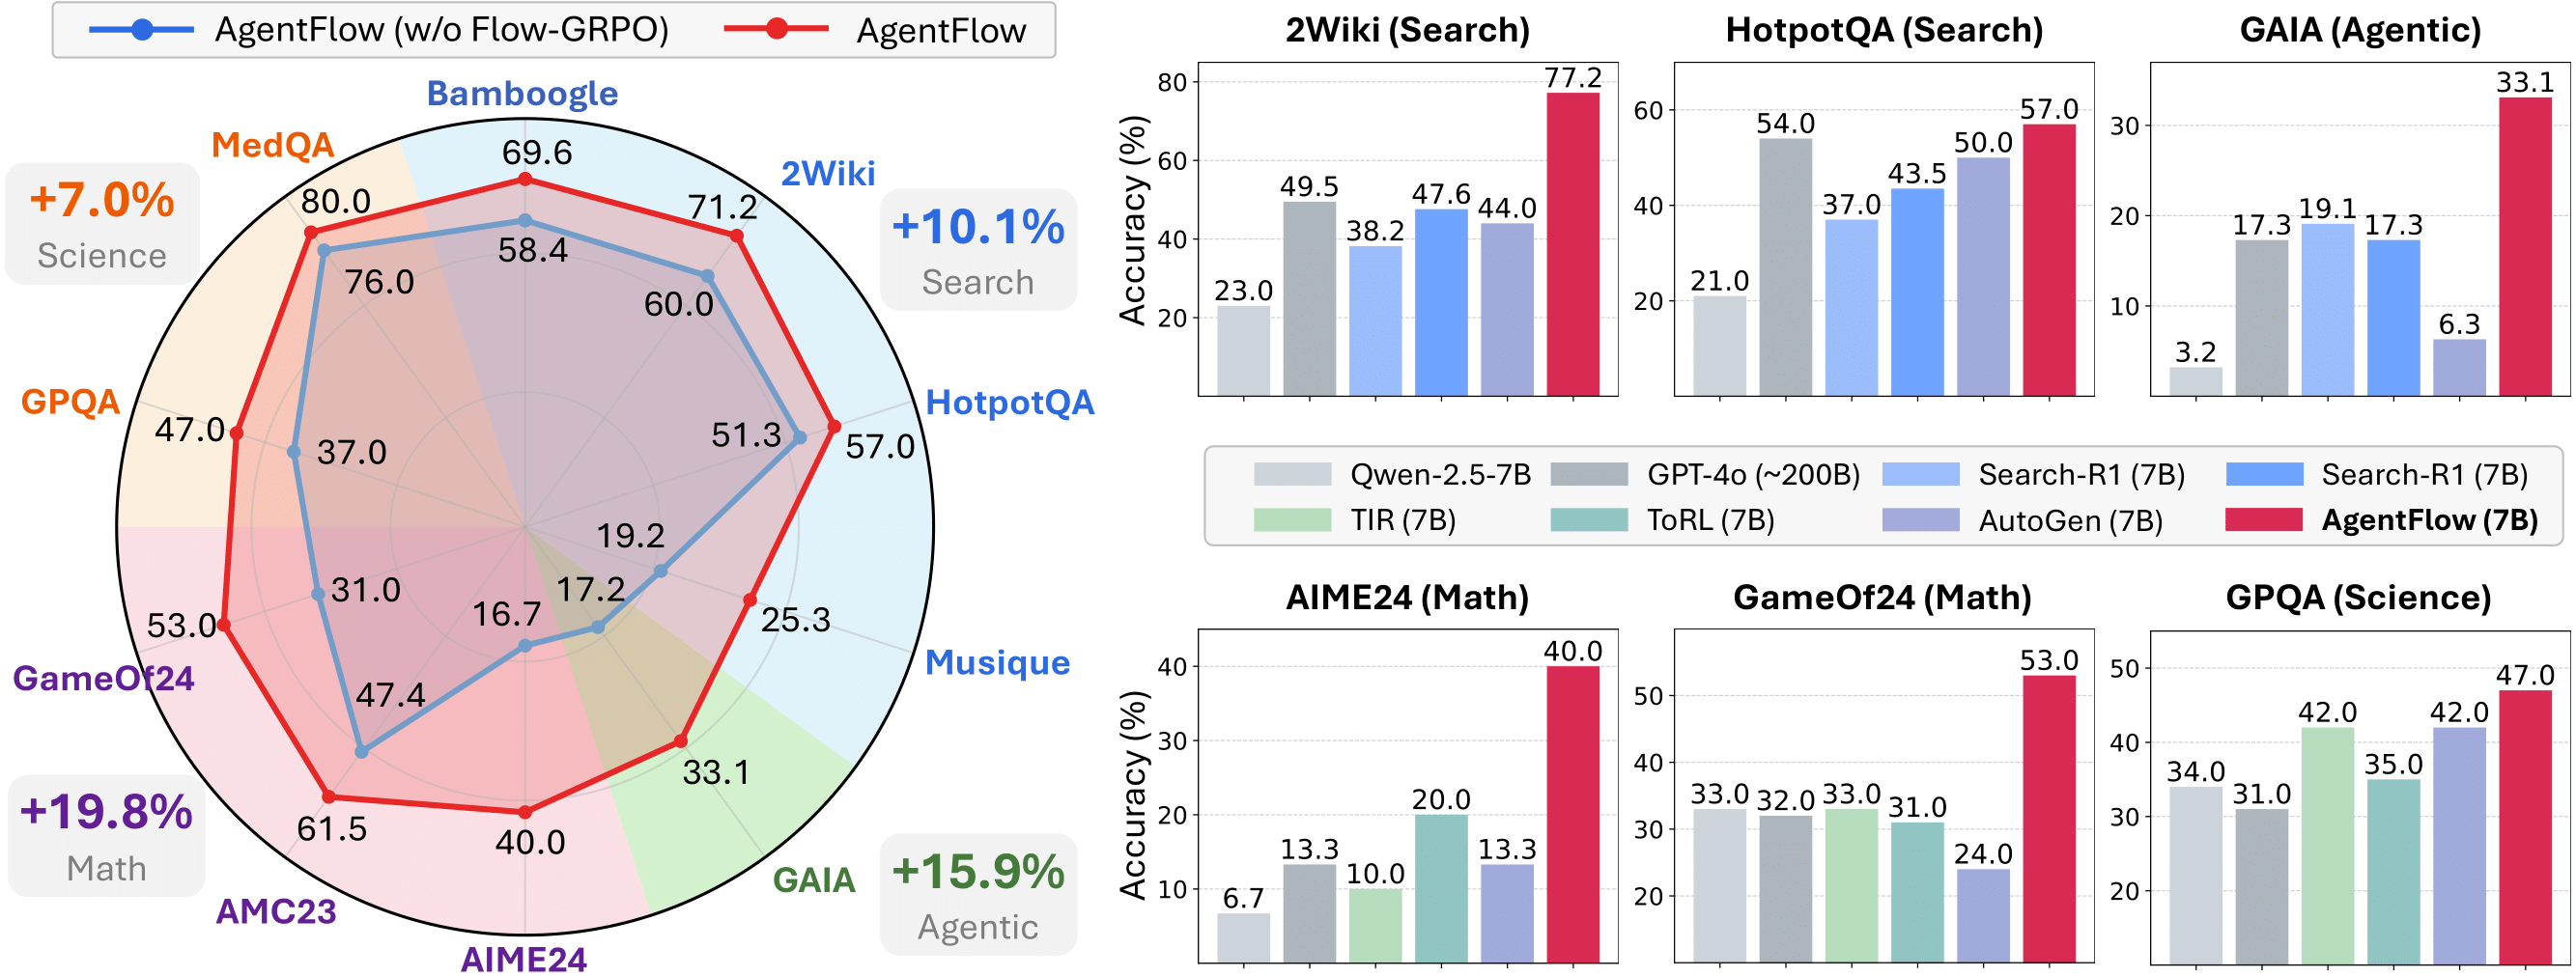 AgentFlow (w/o Flow-GRPO)
AgentFlow
Bamboogle
MedQA
2Wiki
HotpotQA
Musique
GAIA
AIME24
AMC23
GameOf24
GPQA
+7.0%
Science
+10.1%
Search
+19.8%
Math
+15.9%
Agentic
69.6
58.4
71.2
60.0
51.3
57.0
19.2
25.3
17.2
33.1
16.7
40.0
47.4
61.5
31.0
53.0
37.0
47.0
80.0
76.0
2Wiki (Search)
Accuracy (%)
80
60
40
20
23.0
49.5
38.2
47.6
44.0
77.2
HotpotQA (Search)
60
40
20
21.0
54.0
37.0
43.5
50.0
57.0
GAIA (Agentic)
30
20
10
3.2
17.3
19.1
17.3
6.3
33.1
Qwen-2.5-7B
GPT-4o (~200B)
Search-R1 (7B)
Search-R1 (7B)
TIR (7B)
ToRL (7B)
AutoGen (7B)
AgentFlow (7B)
AIME24 (Math)
Accuracy (%)
40
30
20
10
6.7
13.3
10.0
20.0
13.3
40.0
GameOf24 (Math)
50
40
30
20
33.0
32.0
33.0
31.0
24.0
53.0
GPQA (Science)
50
40
30
20
34.0
31.0
42.0
35.0
42.0
47.0